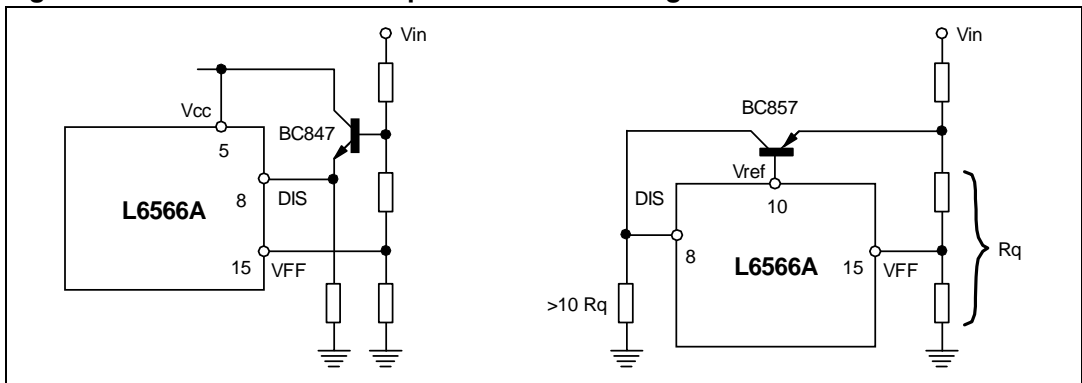 Vin
Vcc
BC847
5
8
DIS
L6566A
15
VFF
Vin
BC857
Vref
DIS
10
8
L6566A
15
VFF
Rq
>10 Rq